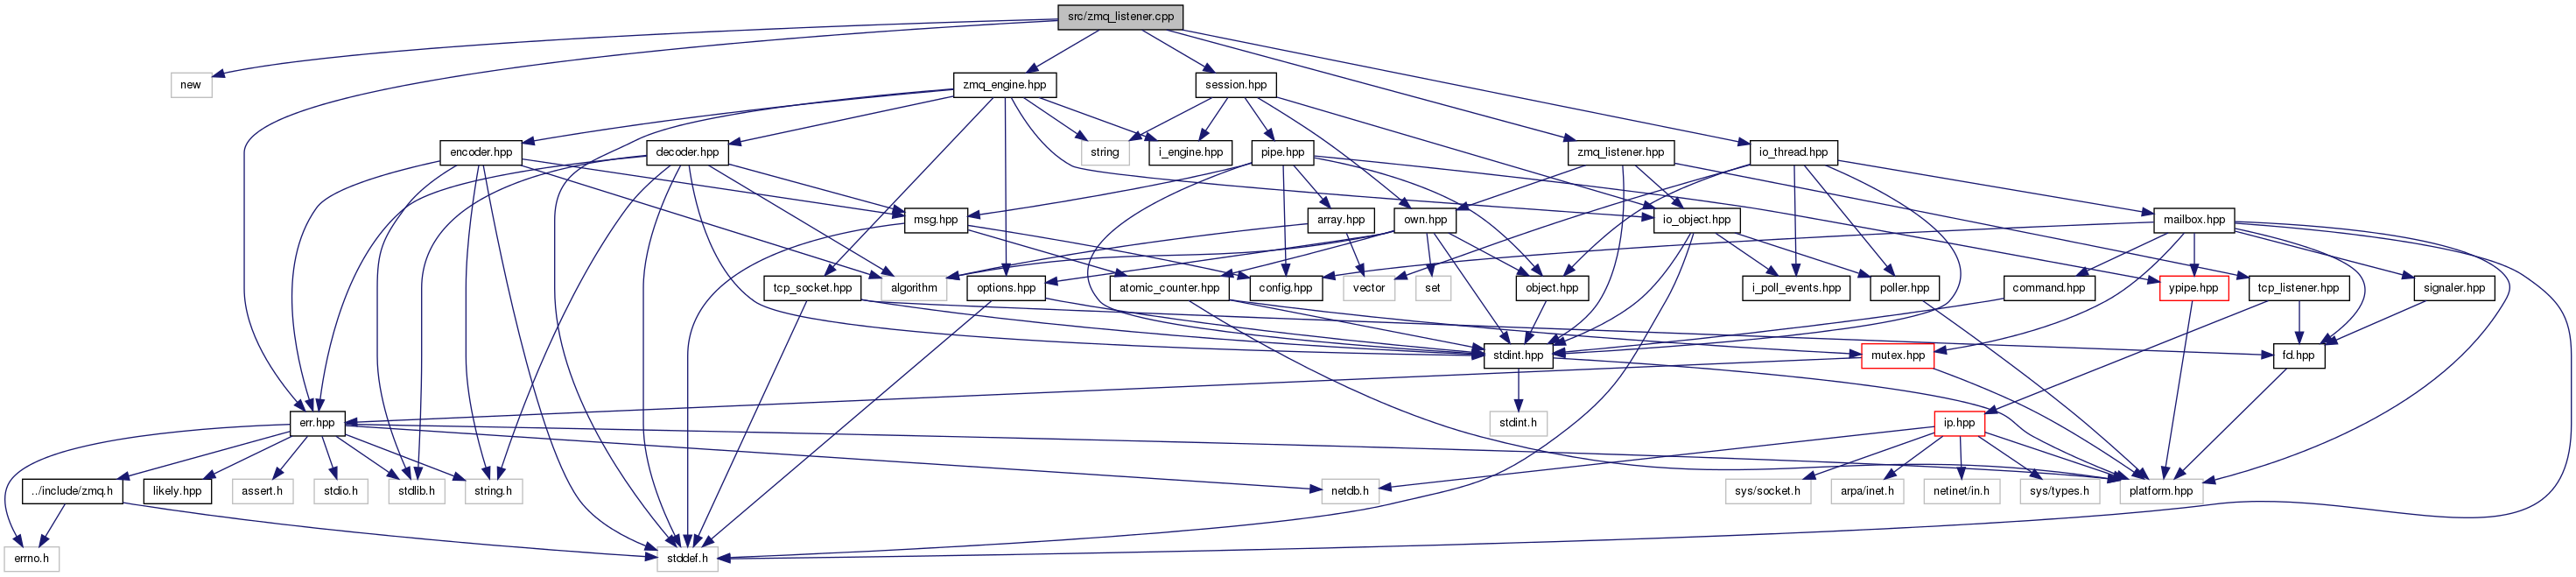 src/zmq_listener.cpp
new
zmq_engine.hpp
session.hpp
encoder.hpp
decoder.hpp
string
i_engine.hpp
pipe.hpp
zmq_listener.hpp
io_thread.hpp
msg.hpp
array.hpp
own.hpp
io_object.hpp
mailbox.hpp
tcp_socket.hpp
algorithm
options.hpp
atomic_counter.hpp
config.hpp
vector
set
object.hpp
i_poll_events.hpp
poller.hpp
command.hpp
ypipe.hpp
tcp_listener.hpp
signaler.hpp
stdint.hpp
mutex.hpp
fd.hpp
err.hpp
stdint.h
ip.hpp
../include/zmq.h
likely.hpp
assert.h
stdio.h
stdlib.h
string.h
netdb.h
sys/socket.h
arpa/inet.h
netinet/in.h
sys/types.h
platform.hpp
errno.h
stddef.h